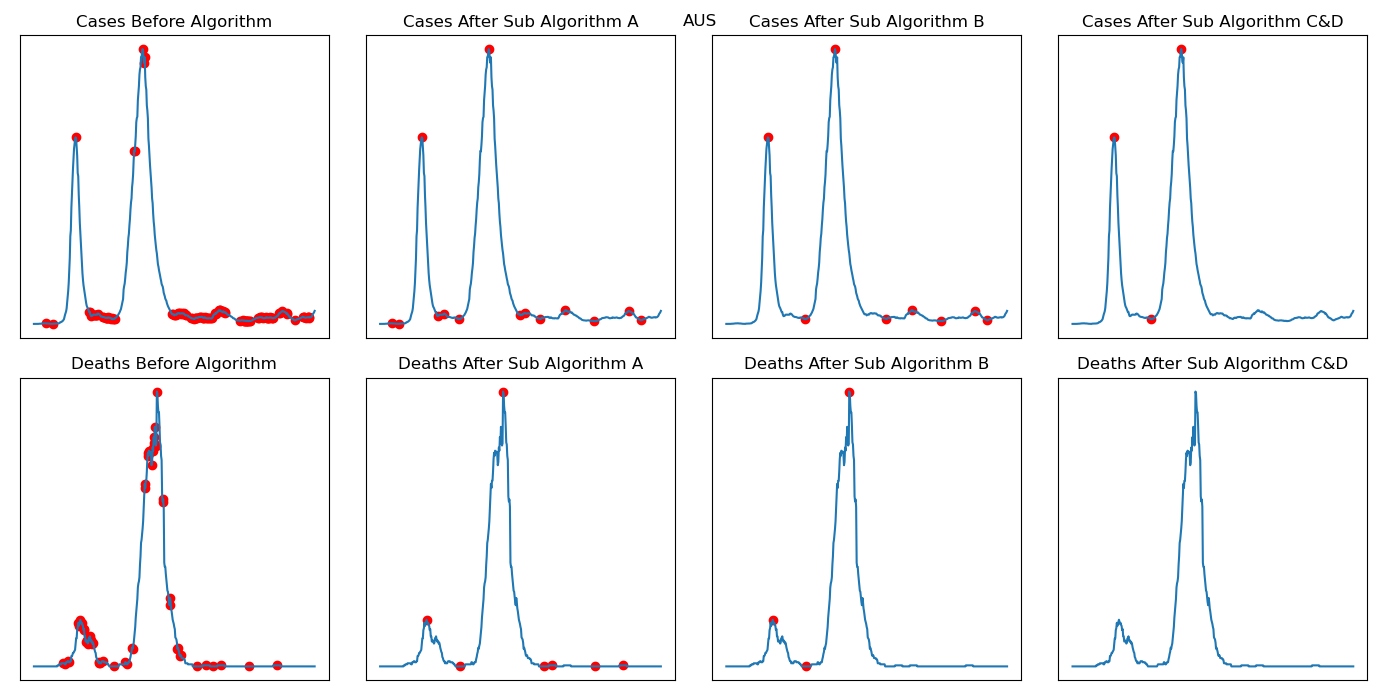 AUS
Cases Before Algorithm
Cases After Sub Algorithm A
Cases After Sub Algorithm B
Cases After Sub Algorithm C&D
Deaths Before Algorithm
Deaths After Sub Algorithm A
Deaths After Sub Algorithm B
Deaths After Sub Algorithm C&D